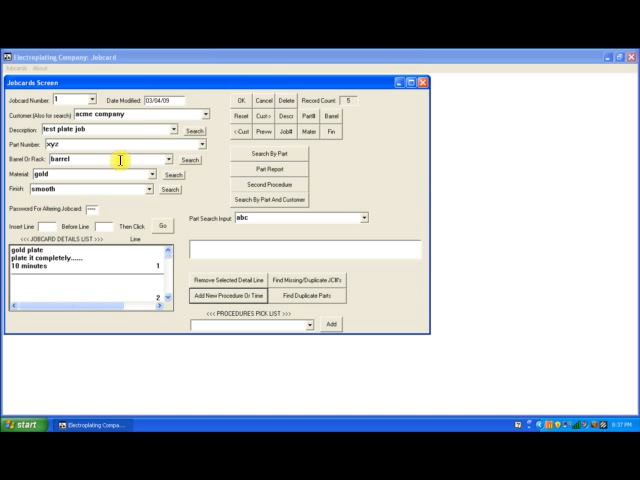 Electroplating Company: Jobcard
Jobcards About
Jobcards Screen
Jobcard Number: 1 Date Modified: 03/04/09 OK Cancel Delete Record Count: 5
Customer:(Also for search) acme company Reset Cust-> Descr Part# Barrel
Description: test plate job Search <-Cust Prevw Job# Mater Fin
Part Number: xyz
Barrel Or Rack: barrel Search Search By Part
Material: gold Search Part Report
Finish: smooth Search Second Procedure
Search By Part And Customer
Password For Altering Jobcard: ****
Part Search Input: abc
Insert Line Before Line Then Click Go
<<< JOBCARD DETAILS LIST >>> Line
gold plate
plate it completely......
10 minutes 1
2
Remove Selected Detail Line Find Missing/Duplicate JC#'s
Add New Procedure Or Time Find Duplicate Parts
<<< PROCEDURES PICK LIST >>>
Add
start Electroplating Compa... 8:37 PM